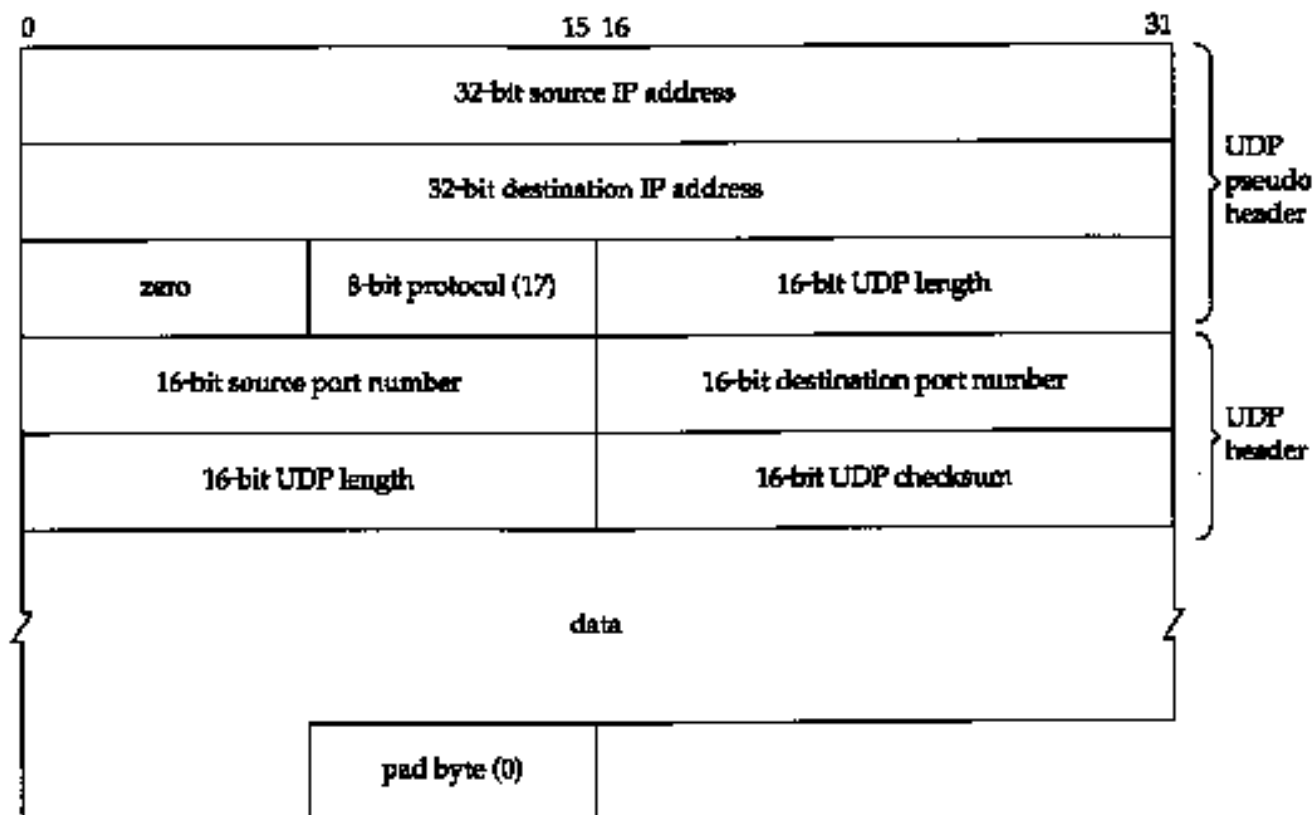 0 15 16 31
32-bit source IP address
32-bit destination IP address
UDP
pseudo
header
zero 8-bit protocol (17) 16-bit UDP length
16-bit source port number 16-bit destination port number
16-bit UDP length 16-bit UDP checksum
UDP
header
data
pad byte (0)